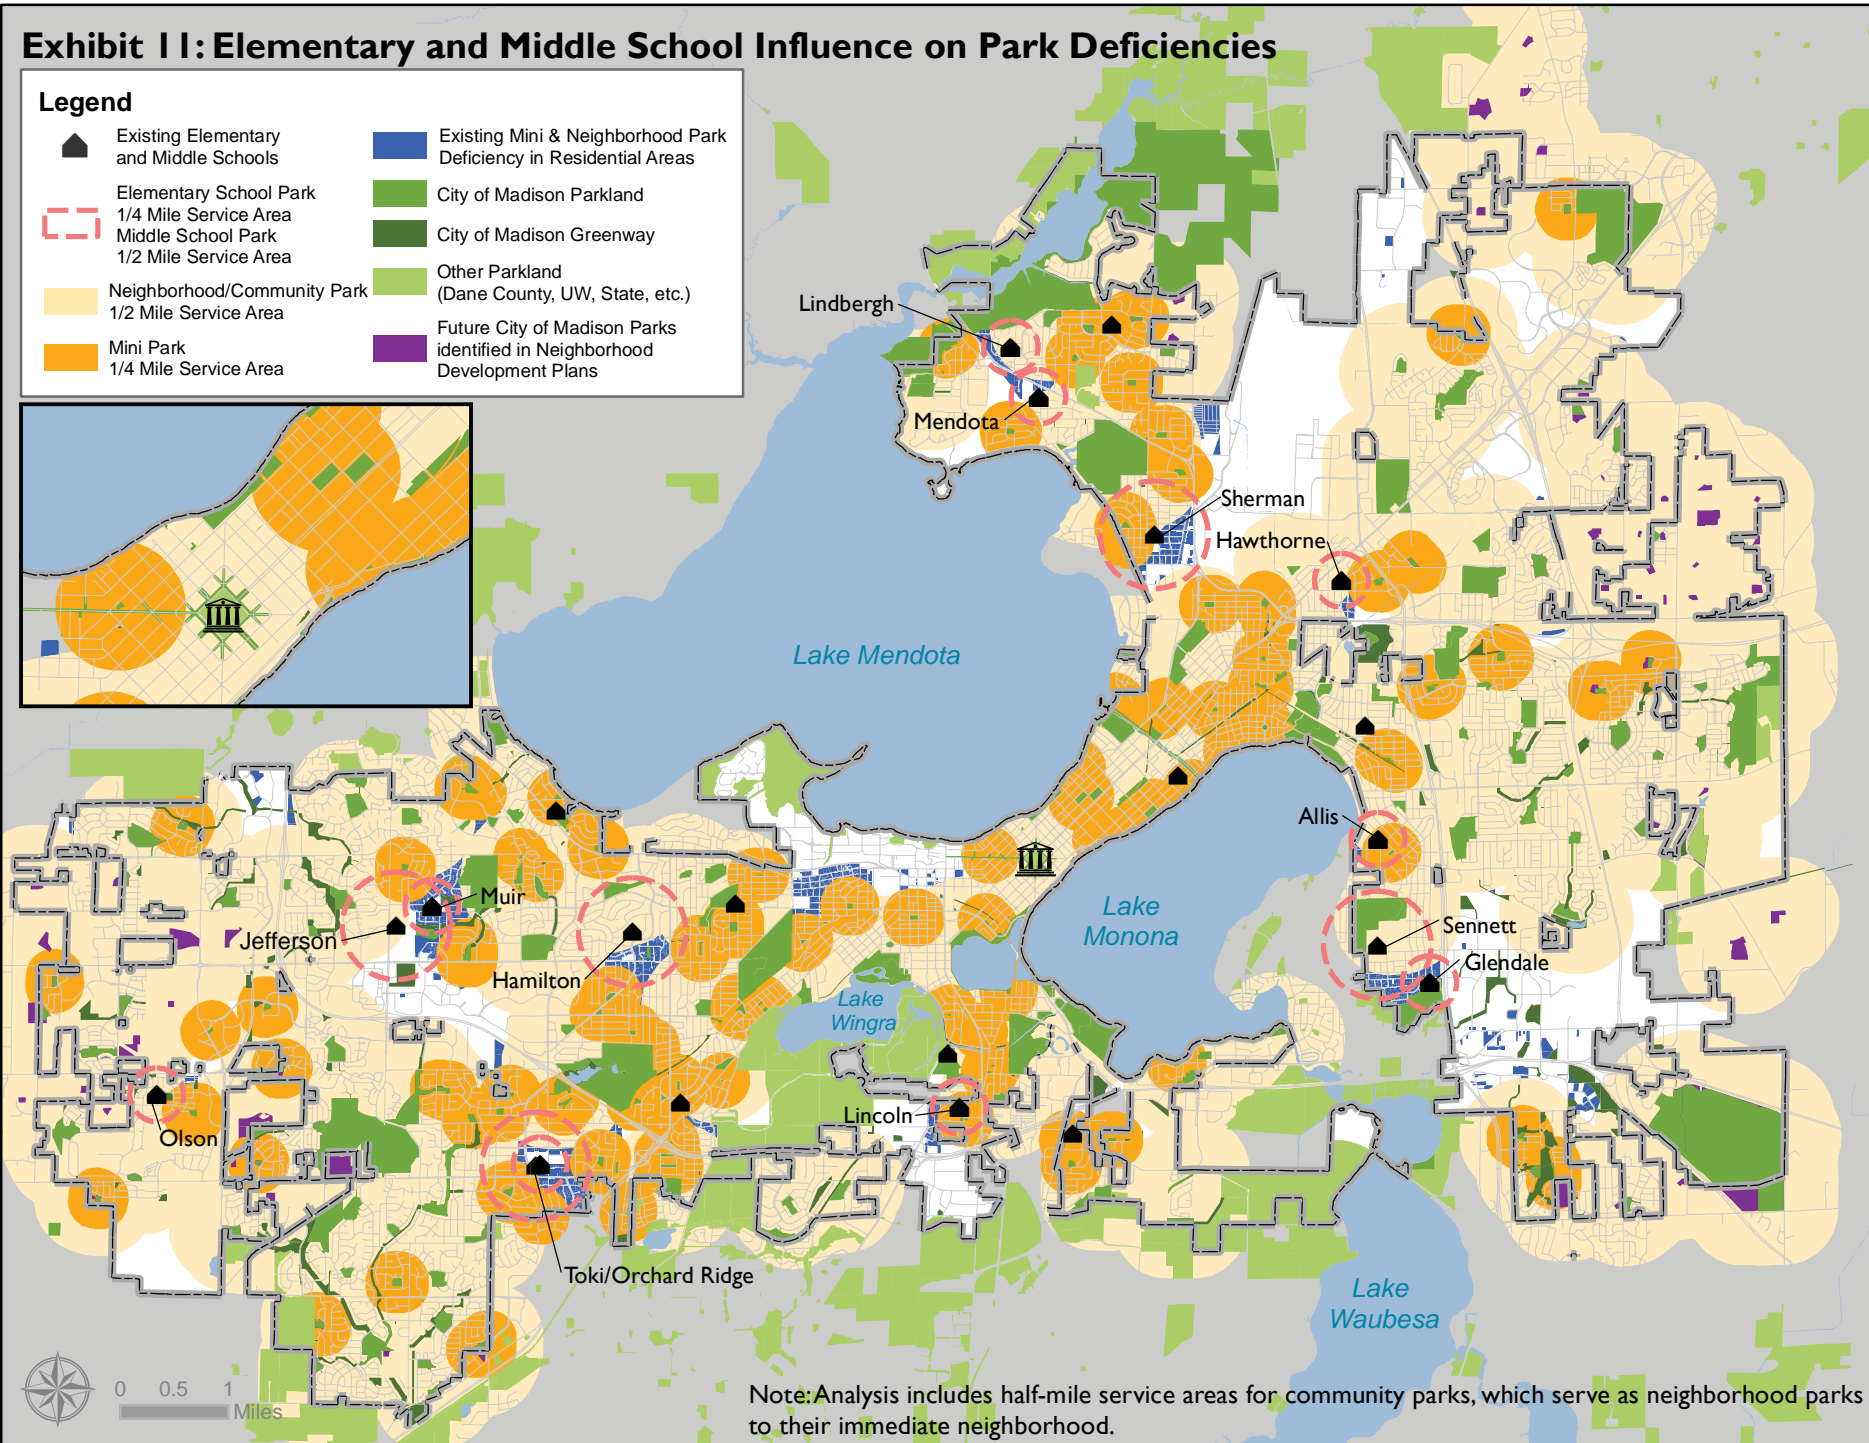 Exhibit 11: Elementary and Middle School Influence on Park Deficiencies
Legend
Existing Elementary
and Middle Schools
Elementary School Park
1/4 Mile Service Area
Middle School Park
1/2 Mile Service Area
Neighborhood/Community Park
1/2 Mile Service Area
Mini Park
1/4 Mile Service Area
Existing Mini & Neighborhood Park
Deficiency in Residential Areas
City of Madison Parkland
City of Madison Greenway
Other Parkland
(Dane County, UW, State, etc.)
Future City of Madison Parks
identified in Neighborhood
Development Plans
Lindbergh
Mendota
Sherman
Hawthorne
Lake Mendota
Allis
Muir
Jefferson
Hamilton
Lake
Monona
Sennett
Glendale
Lake
Wingra
Lincoln
Olson
Toki/Orchard Ridge
Lake
Waubesa
0 0.5 1
Miles
Note:Analysis includes half-mile service areas for community parks, which serve as neighborhood parks
to their immediate neighborhood.